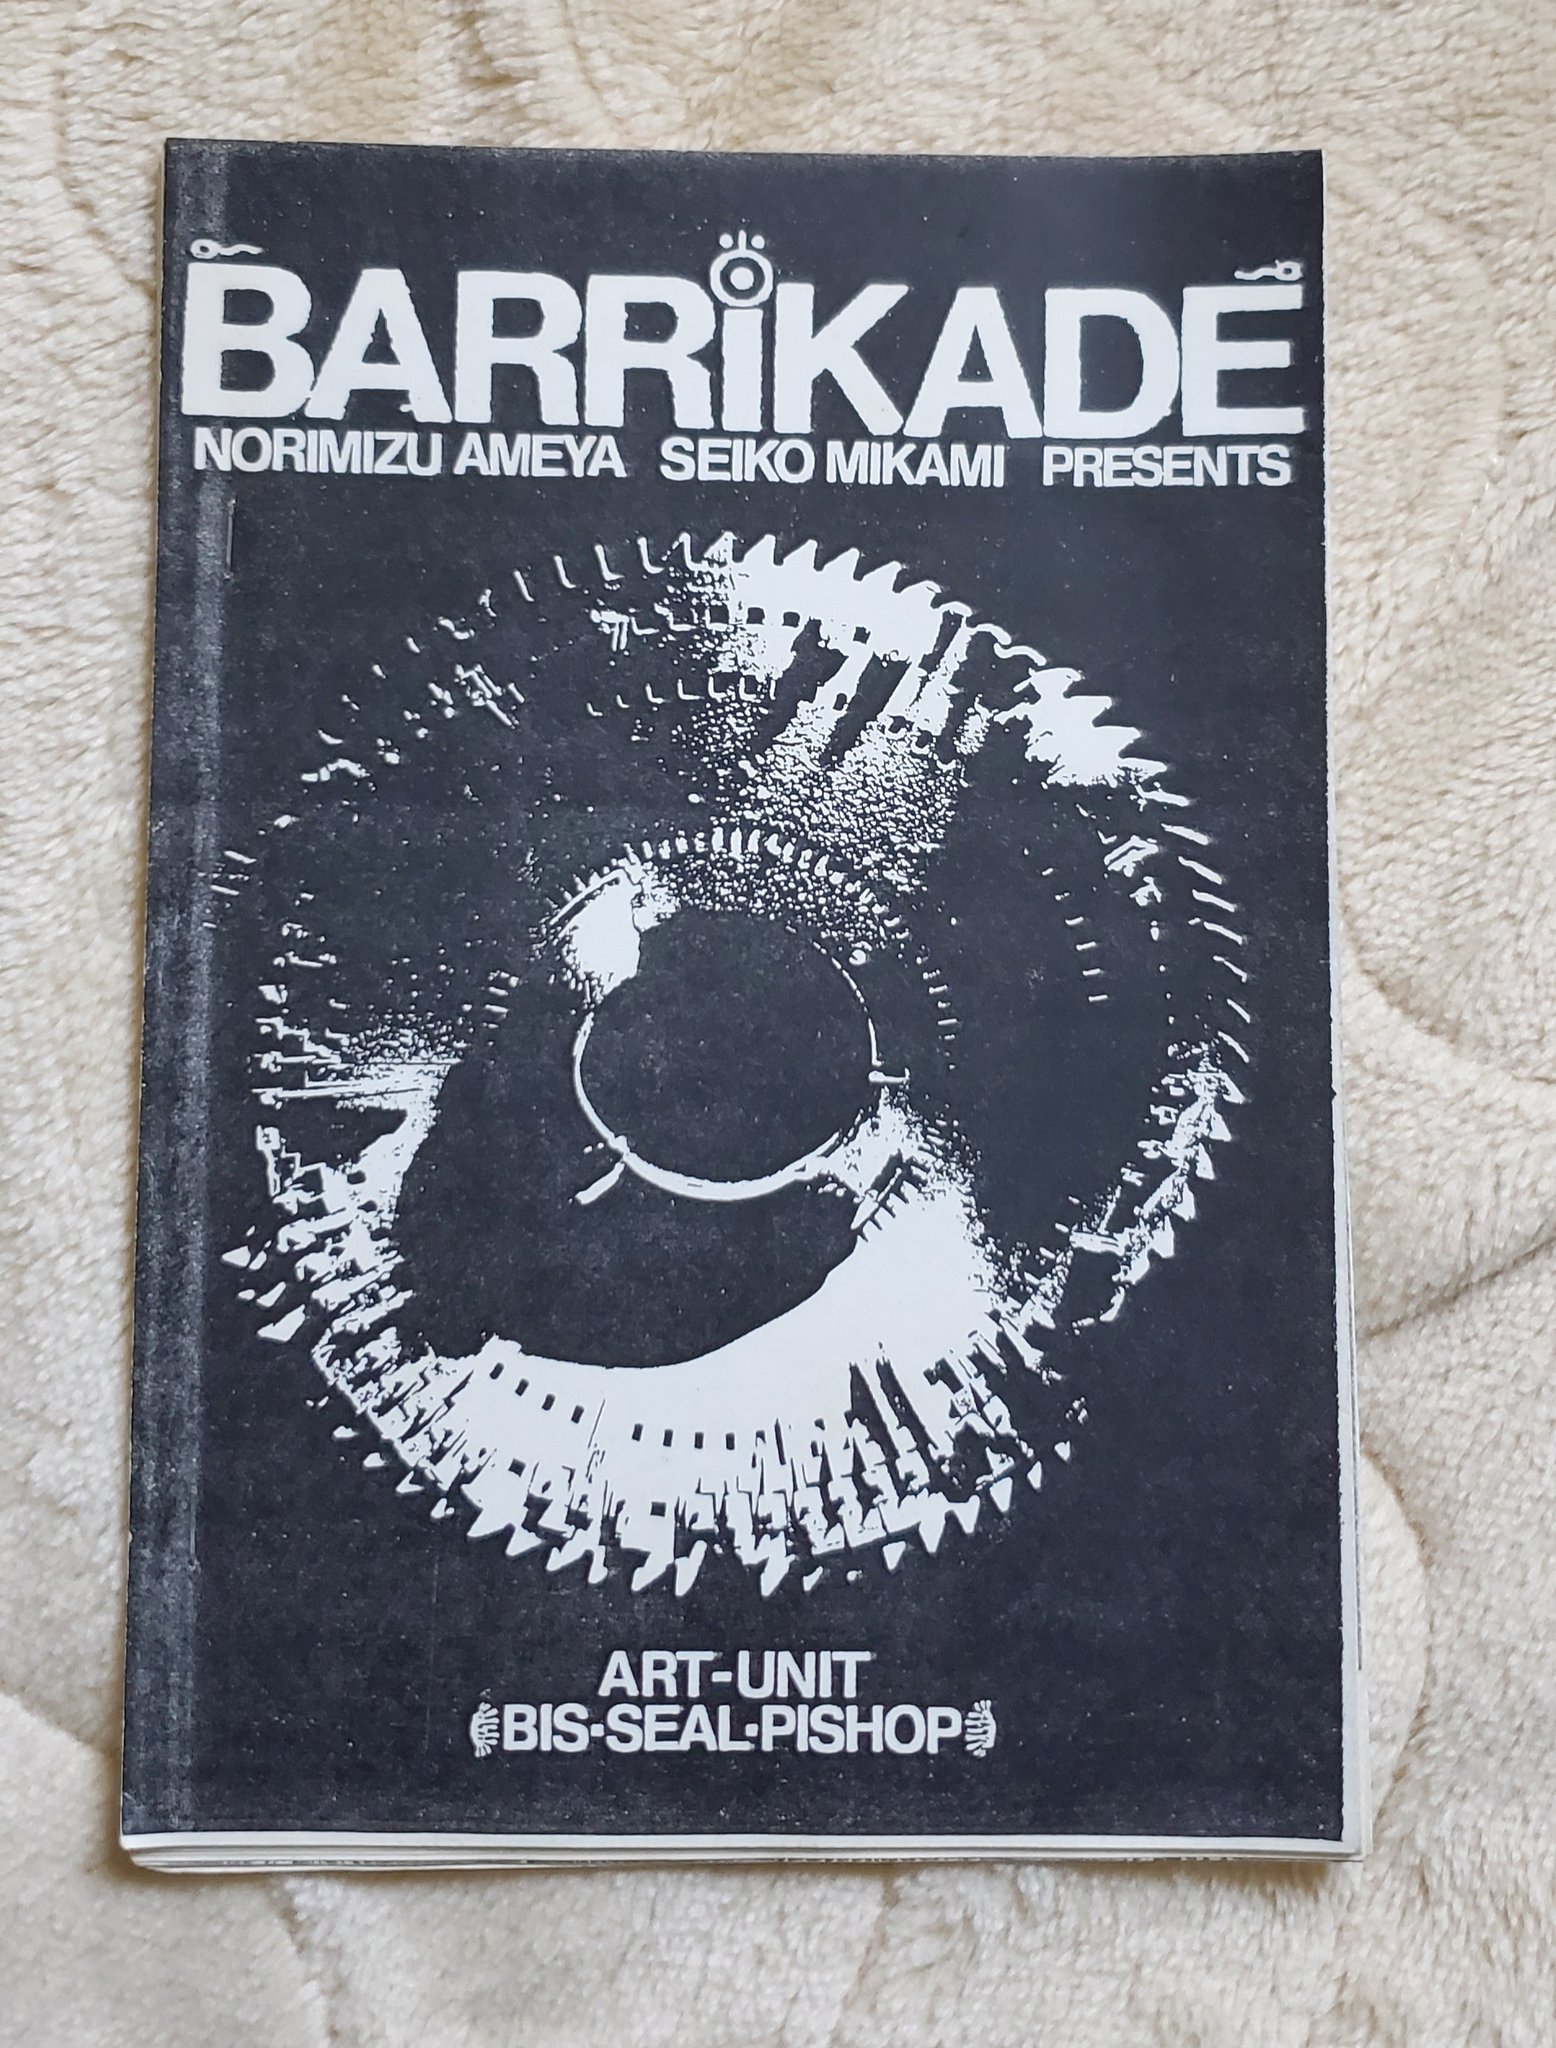 BARRiKADE
NORIMIZU AMEYA SEIKO MIKAMI PRESENTS
ART-UNIT
BIS·SEAL·PISHOP